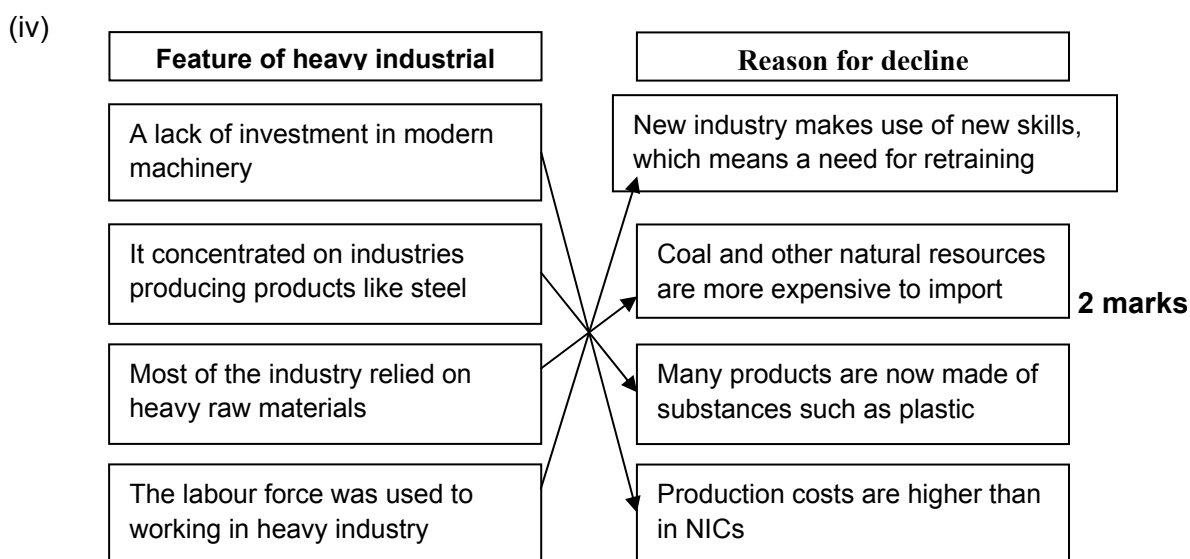 (iv)
Feature of heavy industrial
Reason for decline
A lack of investment in modern
machinery
New industry makes use of new skills,
which means a need for retraining
It concentrated on industries
producing products like steel
Coal and other natural resources
are more expensive to import
2 marks
Most of the industry relied on
heavy raw materials
Many products are now made of
substances such as plastic
The labour force was used to
working in heavy industry
Production costs are higher than
in NICs